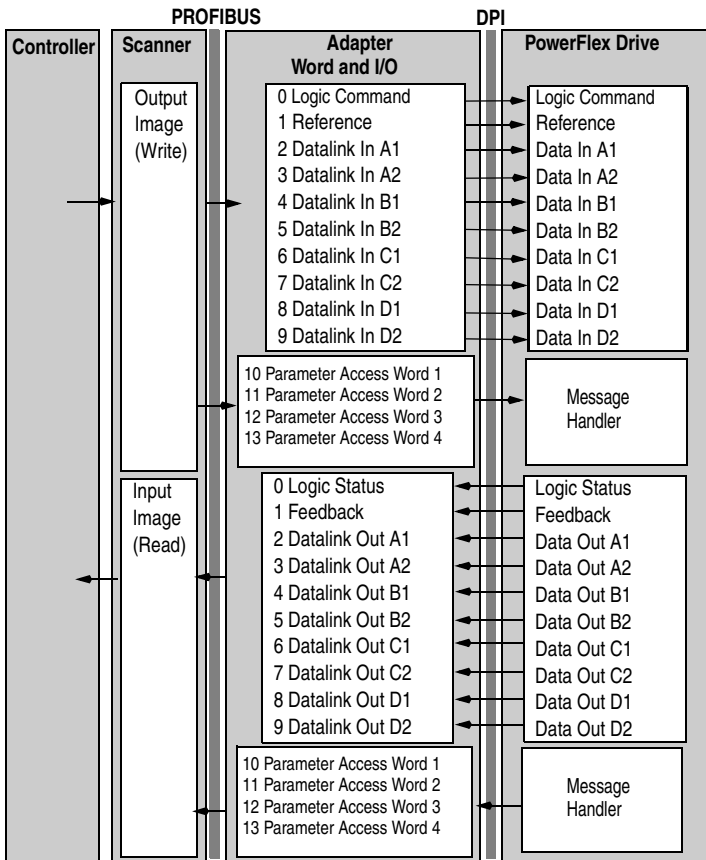 PROFIBUS
DPI
Controller
Scanner
Adapter
Word and I/O
PowerFlex Drive
Output
Image
(Write)
0 Logic Command
1 Reference
2 Datalink In A1
3 Datalink In A2
4 Datalink In B1
5 Datalink In B2
6 Datalink In C1
7 Datalink In C2
8 Datalink In D1
9 Datalink In D2
Logic Command
Reference
Data In A1
Data In A2
Data In B1
Data In B2
Data In C1
Data In C2
Data In D1
Data In D2
10 Parameter Access Word 1
11 Parameter Access Word 2
12 Parameter Access Word 3
13 Parameter Access Word 4
Message
Handler
Input
Image
(Read)
0 Logic Status
1 Feedback
2 Datalink Out A1
3 Datalink Out A2
4 Datalink Out B1
5 Datalink Out B2
6 Datalink Out C1
7 Datalink Out C2
8 Datalink Out D1
9 Datalink Out D2
Logic Status
Feedback
Data Out A1
Data Out A2
Data Out B1
Data Out B2
Data Out C1
Data Out C2
Data Out D1
Data Out D2
10 Parameter Access Word 1
11 Parameter Access Word 2
12 Parameter Access Word 3
13 Parameter Access Word 4
Message
Handler